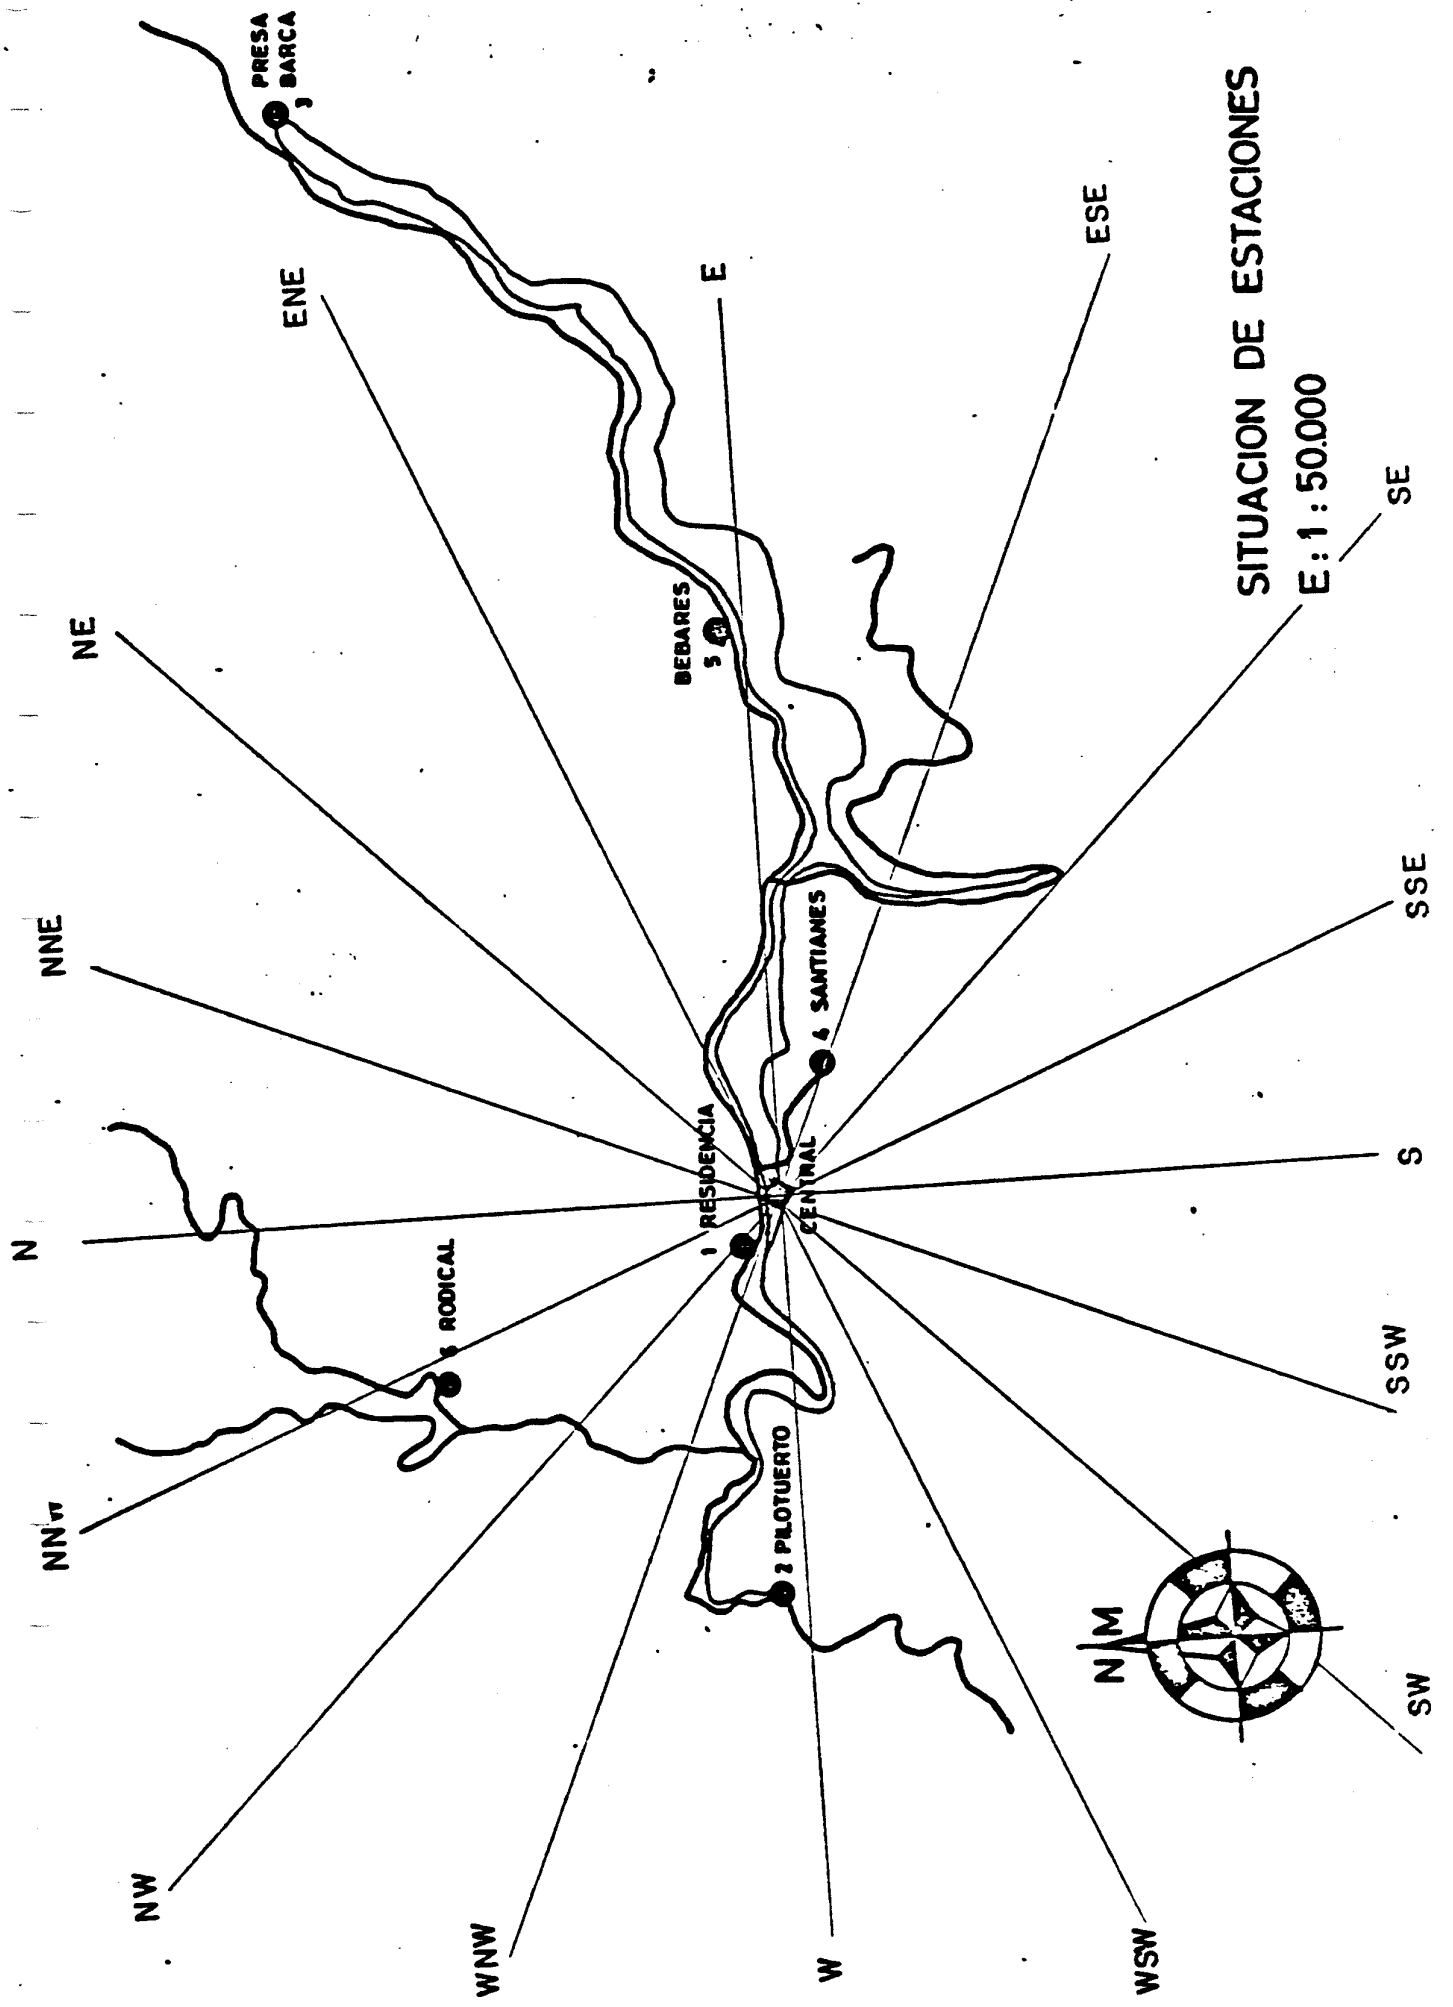 SITUACION DE ESTACIONES
E: 1 : 50.000
N
NNE
NE
ENE
E
ESE
SE
SSE
S
SSW
SW
WSW
W
WNW
NW
NNW
PRESA
BARCA
3
BEBARES
5
4 SANTIANES
1 RESIDENCIA
CENTRAL
RODICAL
2 PILOTUERTO
N M